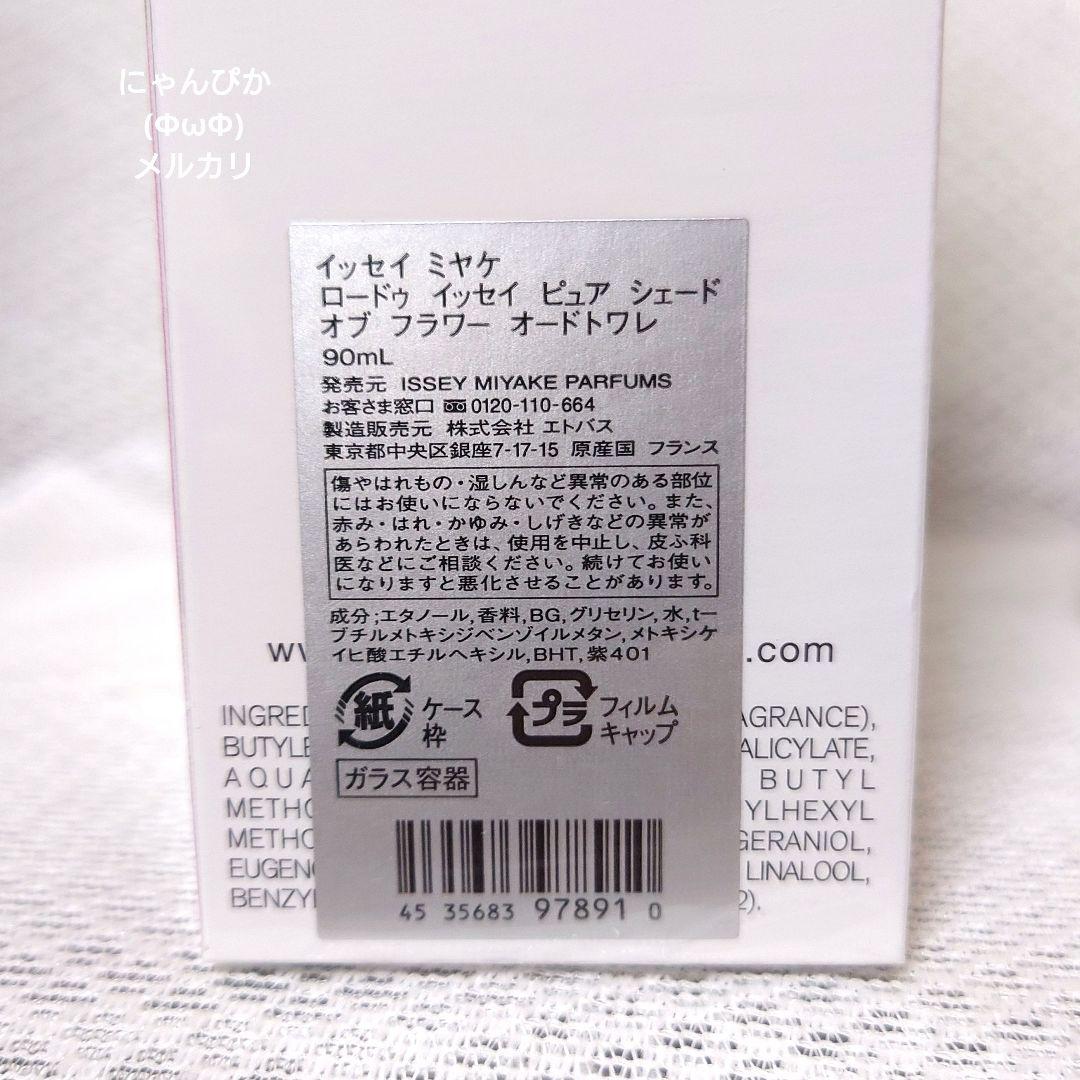 にゃんぴか
(ΦωΦ)
メルカリ
イッセイ ミヤケ
ロードゥ イッセイ ピュア シェード
オブ フラワー オードトワレ
90mL
発売元 ISSEY MIYAKE PARFUMS
お客さま窓口 0120-110-664
製造販売元 株式会社 エトバス
東京都中央区銀座7-17-15 原産国 フランス
傷やはれもの・湿しんなど異常のある部位
にはお使いにならないでください。また、
赤み・はれ・かゆみ・しげきなどの異常が
あらわれたときは、使用を中止し、皮ふ科
医などにご相談ください。続けてお使い
になりますと悪化させることがあります。
成分;エタノール,香料,BG,グリセリン,水,t-
ブチルメトキシジベンゾイルメタン,メトキシケ
イヒ酸エチルヘキシル,BHT,紫401
.com
紙 ケース
枠
プラ フィルム
キャップ
ガラス容器
INGRED AGRANCE),
BUTYLE ALICYLATE,
AQUA BUTYL
METHO YLHEXYL
METHO GERANIOL,
EUGENO LINALOOL,
BENZYL 2).
45 35683 97891 0